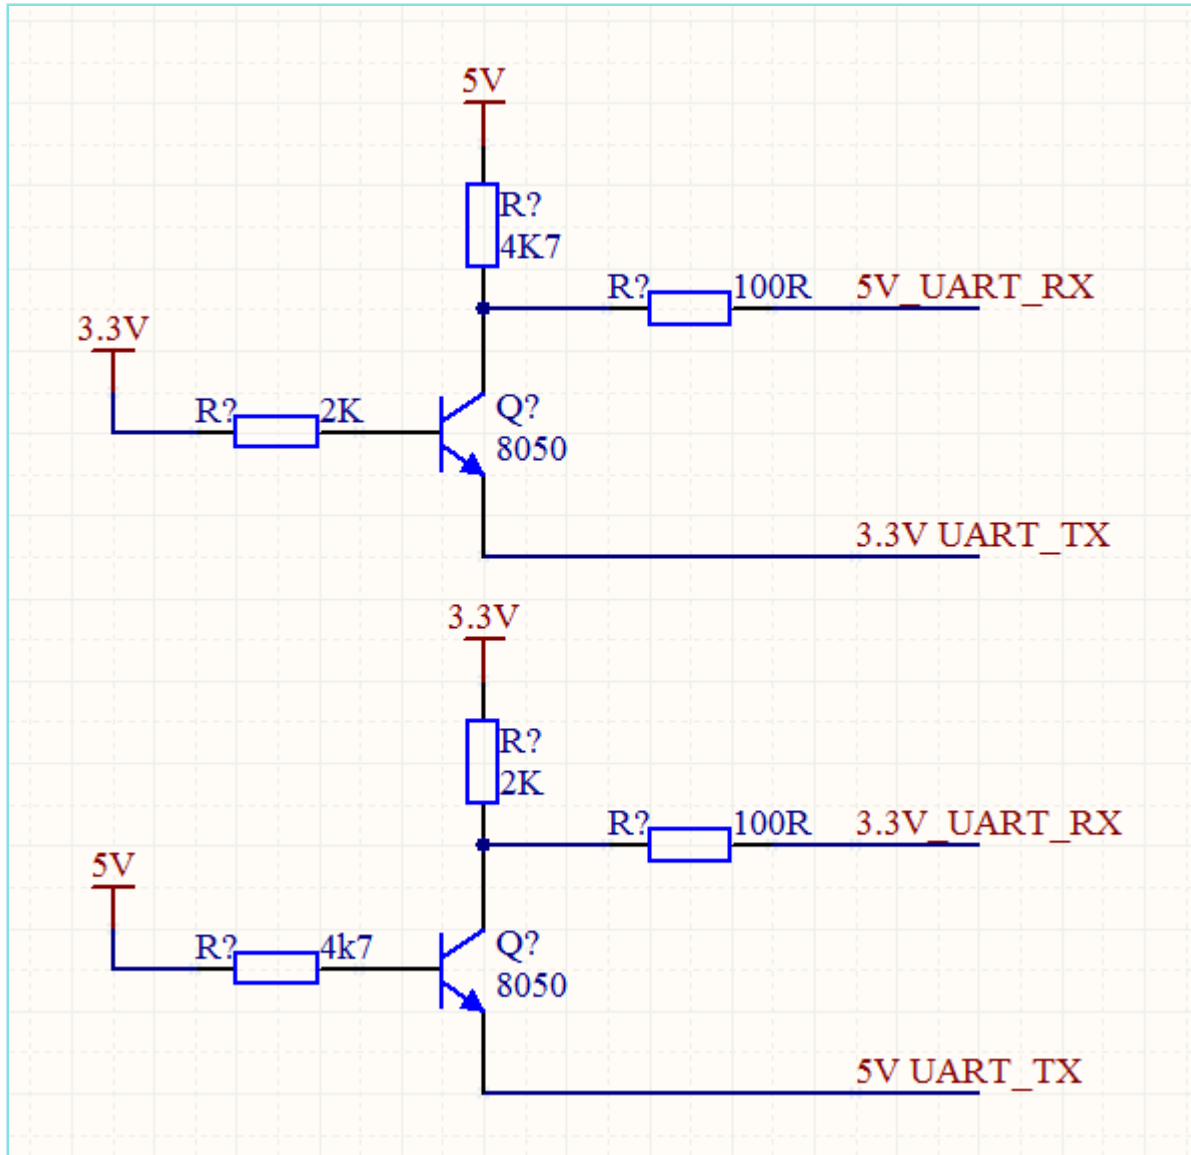 5V
R?
4K7
R? 100R 5V_UART_RX
3.3V
R? 2K
Q?
8050
3.3V UART_TX
3.3V
R?
2K
R? 100R 3.3V_UART_RX
5V
R? 4k7
Q?
8050
5V UART_TX